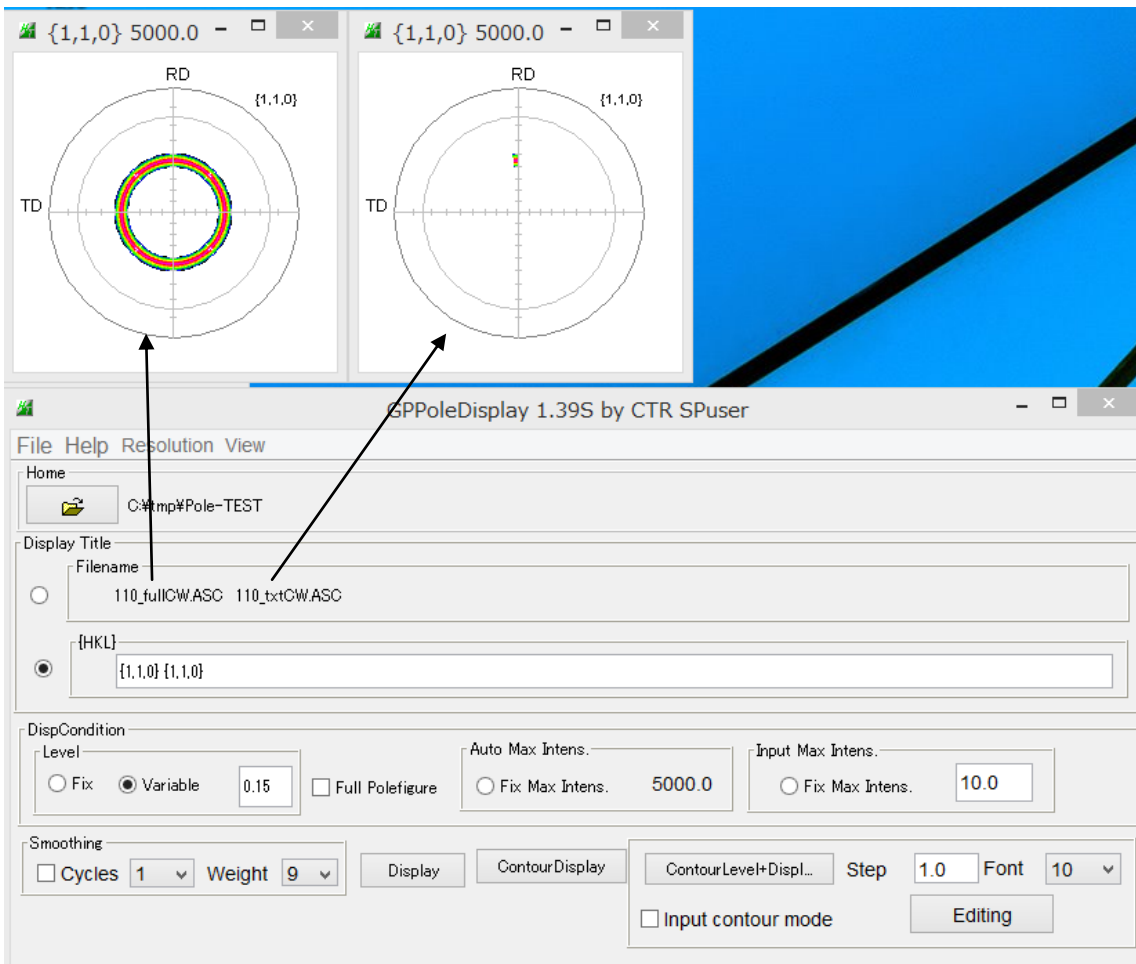 {1,1,0} 5000.0
{1,1,0} 5000.0
RD
{1,1,0}
TD
RD
{1,1,0}
TD
GPPoleDisplay 1.39S by CTR SPuser
File Help Resolution View
Home
C:¥tmp¥Pole-TEST
Display Title
Filename
110_fullCW.ASC 110_txtCW.ASC
{HKL}
{1,1,0} {1,1,0}
DispCondition
Level
Fix Variable 0.15
Full Polefigure
Auto Max Intens.
Fix Max Intens. 5000.0
Input Max Intens.
Fix Max Intens. 10.0
Smoothing
Cycles 1 Weight 9
Display
ContourDisplay
ContourLevel+Displ... Step 1.0 Font 10
Input contour mode
Editing